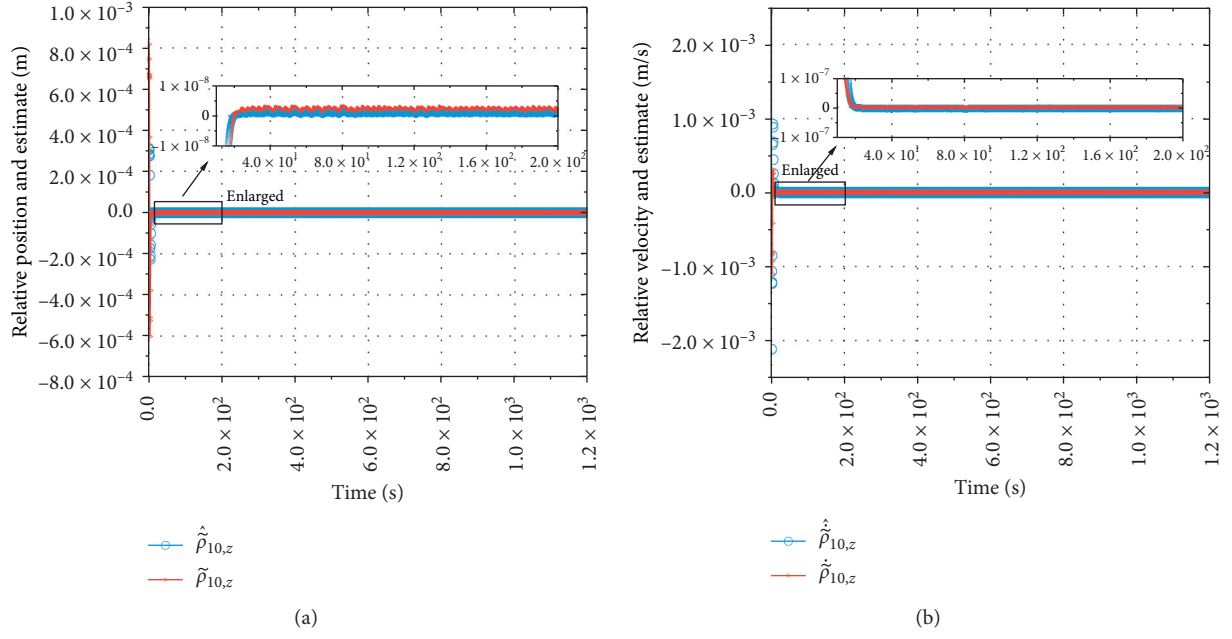 1.0 × 10⁻³
8.0 × 10⁻⁴
6.0 × 10⁻⁴
4.0 × 10⁻⁴
2.0 × 10⁻⁴
0.0
−2.0 × 10⁻⁴
−4.0 × 10⁻⁴
−6.0 × 10⁻⁴
−8.0 × 10⁻⁴
Relative position and estimate (m)
1 × 10⁻⁸
0
−1 × 10⁻⁸
4.0 × 10¹
8.0 × 10¹
1.2 × 10²
1.6 × 10²
2.0 × 10²
Enlarged
0.0
2.0 × 10²
4.0 × 10²
6.0 × 10²
8.0 × 10²
1.0 × 10³
1.2 × 10³
Time (s)
ρ̃̂₁₀,z
ρ̃₁₀,z
(a)
2.0 × 10⁻³
1.0 × 10⁻³
0.0
−1.0 × 10⁻³
−2.0 × 10⁻³
Relative velocity and estimate (m/s)
1 × 10⁻⁷
0
1 × 10⁻⁷
4.0 × 10¹
8.0 × 10¹
1.2 × 10²
1.6 × 10²
2.0 × 10²
Enlarged
0.0
2.0 × 10²
4.0 × 10²
6.0 × 10²
8.0 × 10²
1.0 × 10³
1.2 × 10³
Time (s)
ρ̃̇̂₁₀,z
ρ̃̇₁₀,z
(b)